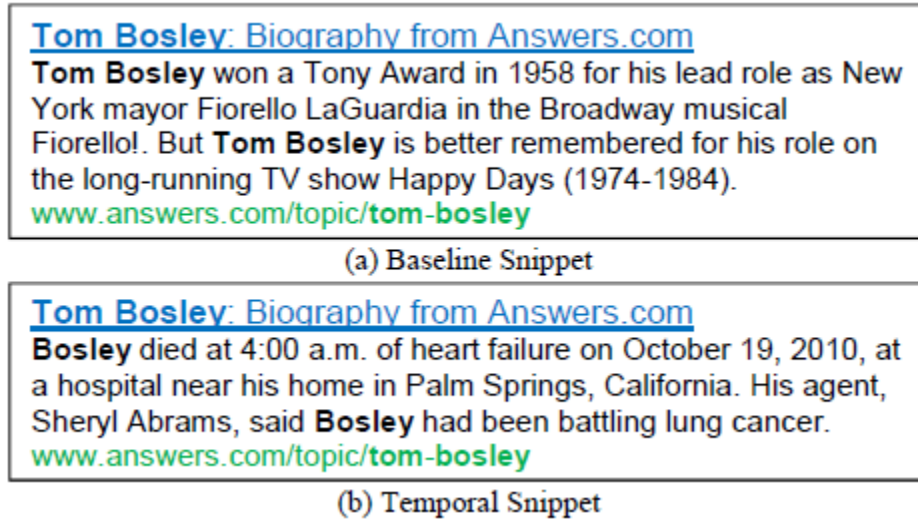 Tom Bosley: Biography from Answers.com
Tom Bosley won a Tony Award in 1958 for his lead role as New
York mayor Fiorello LaGuardia in the Broadway musical
Fiorello!. But Tom Bosley is better remembered for his role on
the long-running TV show Happy Days (1974-1984).
www.answers.com/topic/tom-bosley
(a) Baseline Snippet
Tom Bosley: Biography from Answers.com
Bosley died at 4:00 a.m. of heart failure on October 19, 2010, at
a hospital near his home in Palm Springs, California. His agent,
Sheryl Abrams, said Bosley had been battling lung cancer.
www.answers.com/topic/tom-bosley
(b) Temporal Snippet